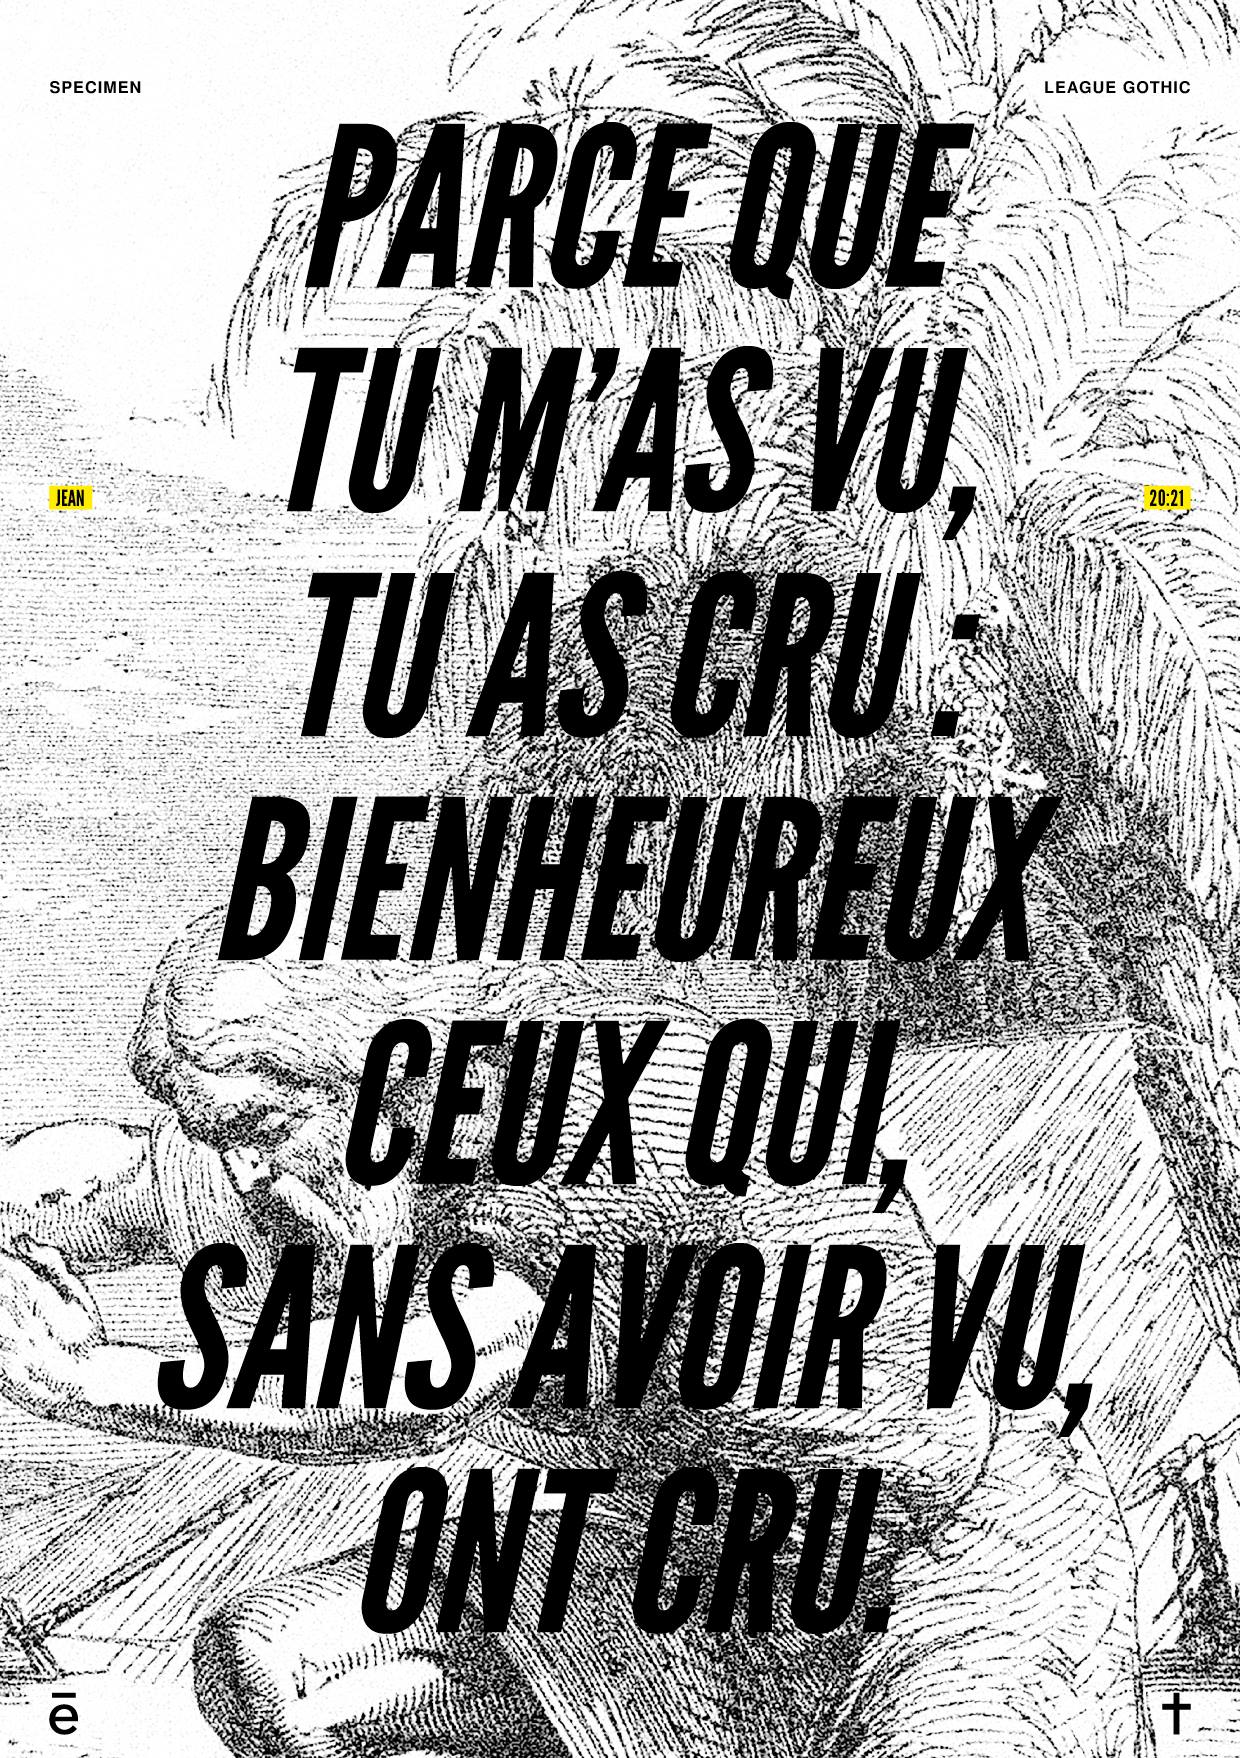 SPECIMEN
LEAGUE GOTHIC
PARCE QUE
TU M’AS VU,
JEAN
20:21
TU AS CRU :
BIENHEUREUX
CEUX QUI,
SANS AVOIR VU,
ONT CRU.
ē
†